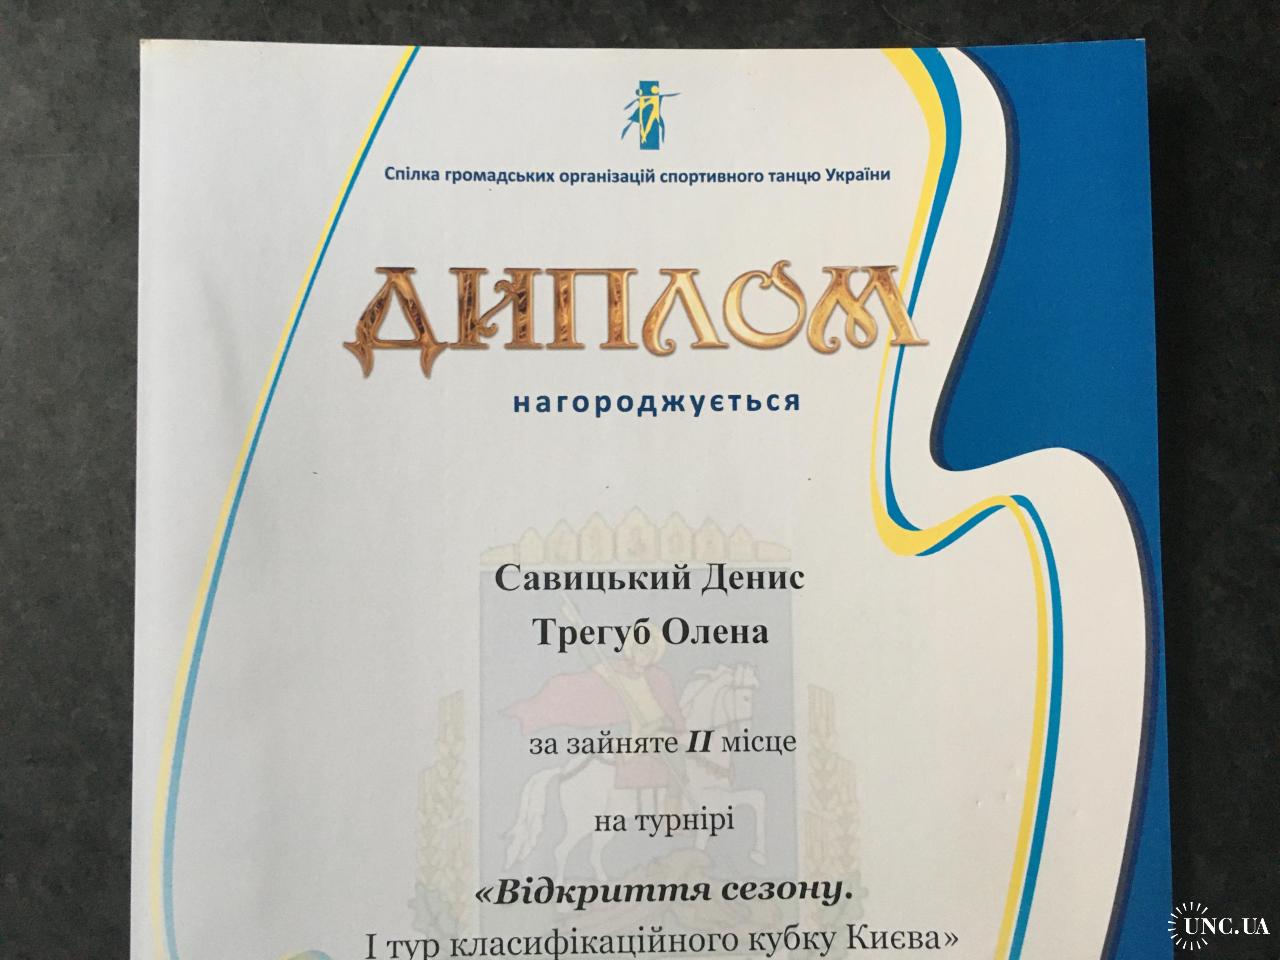 Спілка громадських організацій спортивного танцю України
ДИПЛОМ
нагороджується
Савицький Денис
Трегуб Олена
за зайняте II місце
на турнірі
«Відкриття сезону.
І тур класифікаційного кубку Києва»
UNC.UA